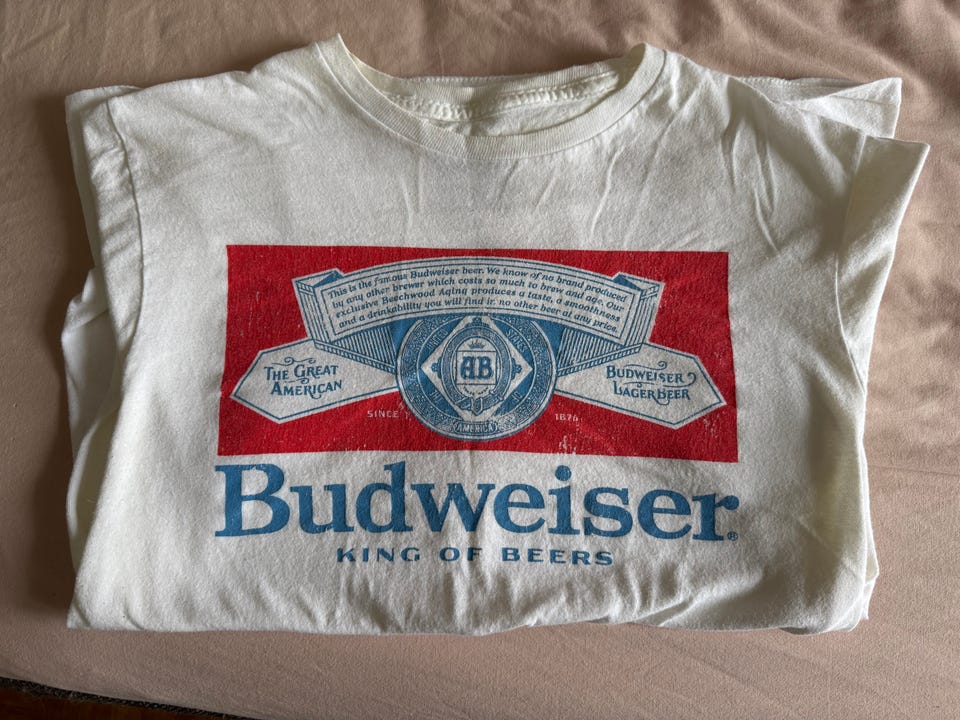 This is the famous Budweiser beer. We know of no brand produced
by any other brewer which costs so much to brew and age. Our
exclusive Beechwood Aging produces a taste, a smoothness
and a drinkability you will find in no other beer at any price.
THE GREAT
AMERICAN
AB
BUDWEISER
LAGER BEER
SINCE
1876
AMERICA
Budweiser®
KING OF BEERS